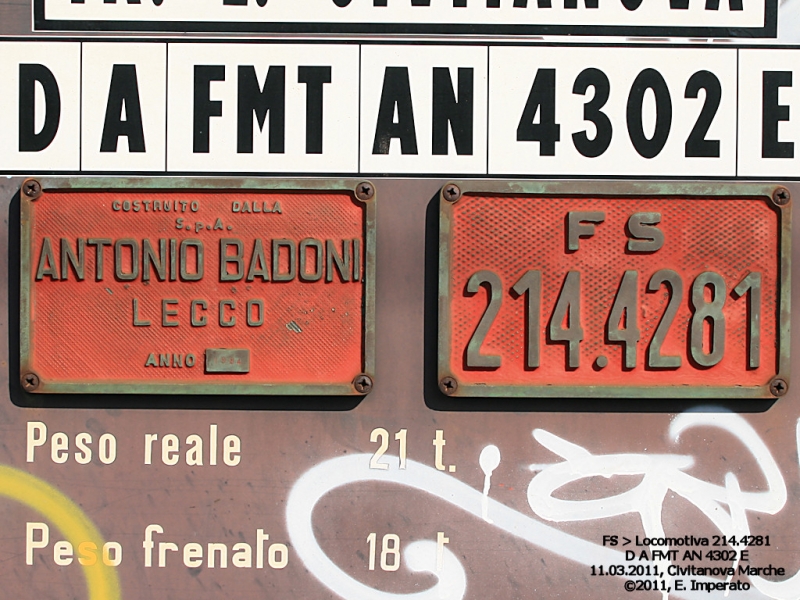 CIVITANOVA
D A FMT AN 4302 E
COSTRUITO DALLA
S.p.A.
ANTONIO BADONI
LECCO
ANNO
FS
214.4281
Peso reale 21 t.
Peso frenato 18 t
FS > Locomotiva 214.4281
D A FMT AN 4302 E
11.03.2011, Civitanova Marche
©2011, E. Imperato